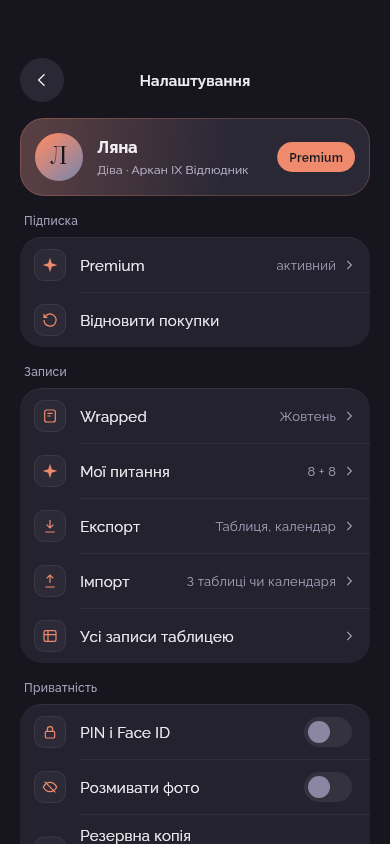 Налаштування
Л
Ляна
Діва · Аркан IX Відлюдник
Premium
Підписка
Premium
активний
Відновити покупки
Записи
Wrapped
Жовтень
Мої питання
8 + 8
Експорт
Таблиця, календар
Імпорт
З таблиці чи календаря
Усі записи таблицею
Приватність
PIN і Face ID
Розмивати фото
Резервна копія